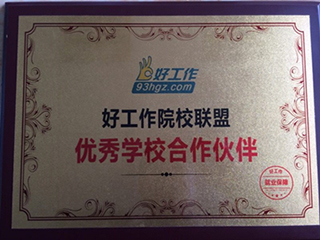 好工作
93hgz.com
好工作院校联盟
优秀学校合作伙伴
好工作
就业保障